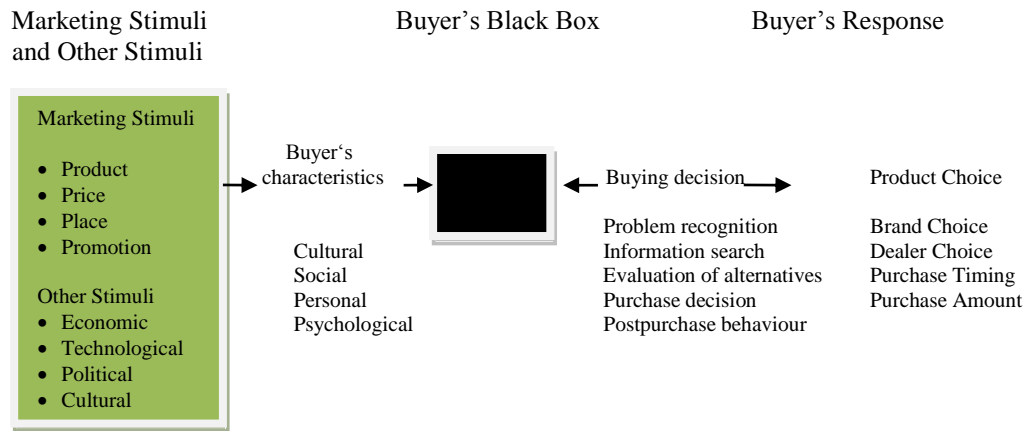 Marketing Stimuli
and Other Stimuli
Buyer’s Black Box
Buyer’s Response
Marketing Stimuli
• Product
• Price
• Place
• Promotion
Other Stimuli
• Economic
• Technological
• Political
• Cultural
Buyer‘s
characteristics
Cultural
Social
Personal
Psychological
Buying decision
Problem recognition
Information search
Evaluation of alternatives
Purchase decision
Postpurchase behaviour
Product Choice
Brand Choice
Dealer Choice
Purchase Timing
Purchase Amount